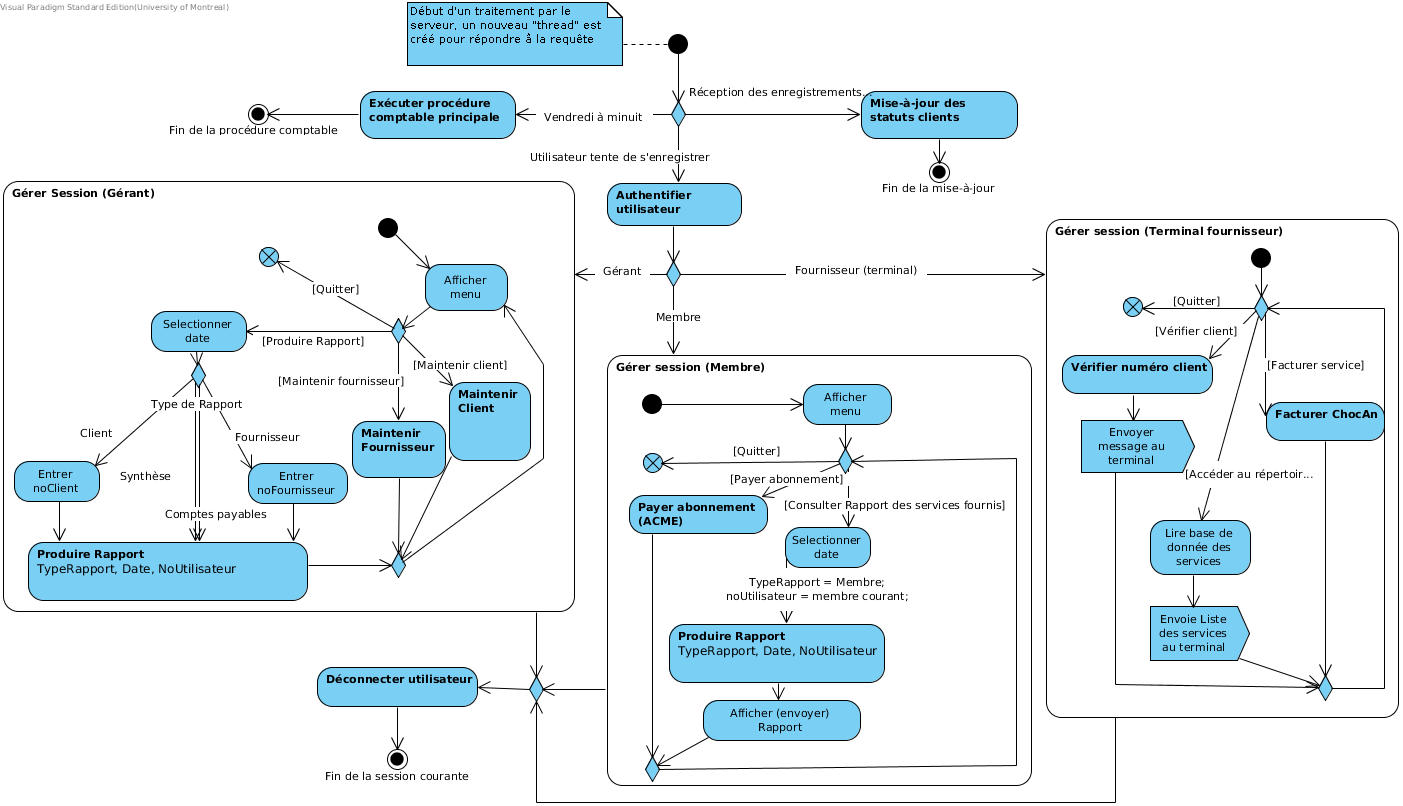 Visual Paradigm Standard Edition(University of Montreal)
Début d'un traitement par le
serveur, un nouveau "thread" est
créé pour répondre à la requête
Réception des enregistrements...
Exécuter procédure
comptable principale
Vendredi à minuit
Mise-à-jour des
statuts clients
Fin de la procédure comptable
Utilisateur tente de s'enregistrer
Fin de la mise-à-jour
Authentifier
utilisateur
Gérant
Fournisseur (terminal)
Membre
Gérer Session (Gérant)
Afficher
menu
[Quitter]
Selectionner
date
[Produire Rapport]
[Maintenir client]
[Maintenir fournisseur]
Maintenir
Client
Type de Rapport
Client
Fournisseur
Maintenir
Fournisseur
Synthèse
Entrer
noClient
Entrer
noFournisseur
Comptes payables
Produire Rapport
TypeRapport, Date, NoUtilisateur
Gérer session (Membre)
Afficher
menu
[Quitter]
[Payer abonnement]
Payer abonnement
(ACME)
[Consulter Rapport des services fournis]
Selectionner
date
TypeRapport = Membre;
noUtilisateur = membre courant;
Produire Rapport
TypeRapport, Date, NoUtilisateur
Afficher (envoyer)
Rapport
Gérer session (Terminal fournisseur)
[Quitter]
[Vérifier client]
Vérifier numéro client
[Facturer service]
Facturer ChocAn
Envoyer
message au
terminal
[Accéder au répertoir...
Lire base de
donnée des
services
Envoie Liste
des services
au terminal
Déconnecter utilisateur
Fin de la session courante